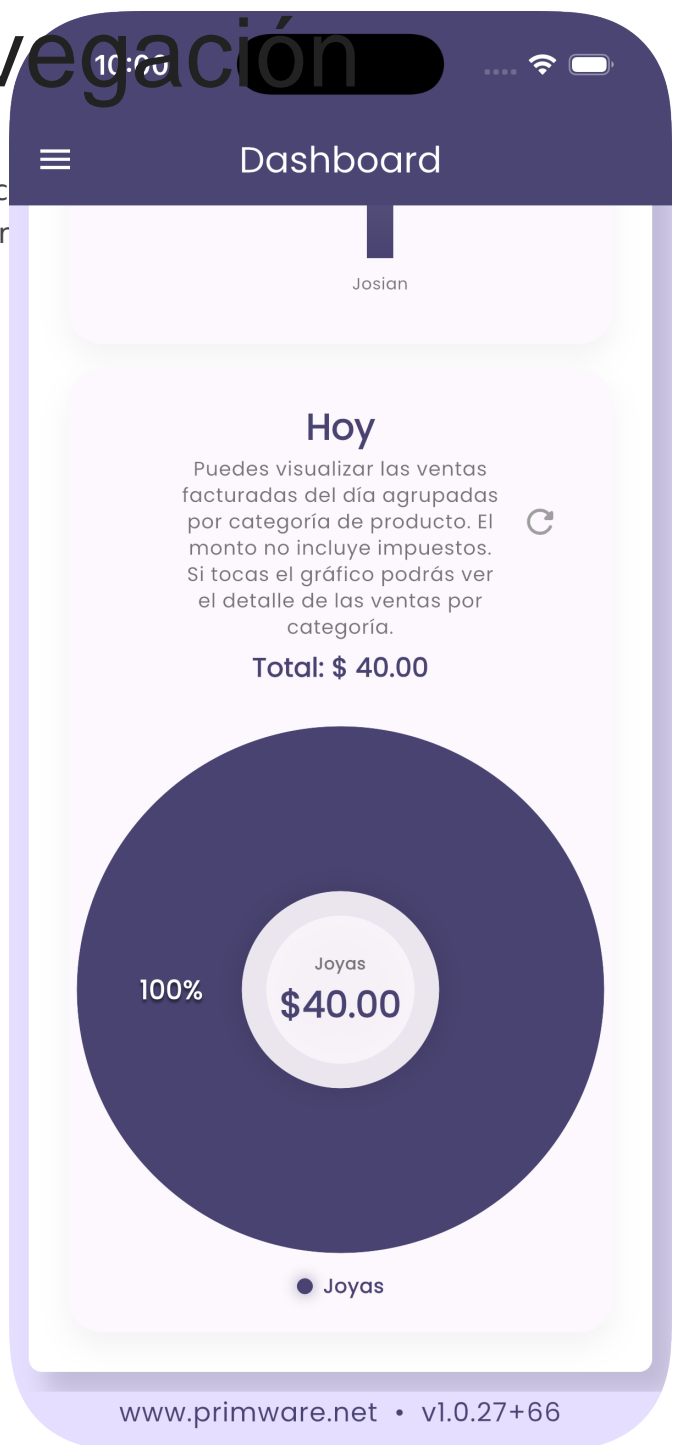 vegación
10:00
Dashboard
Josian
Hoy
Puedes visualizar las ventas
facturadas del día agrupadas
por categoría de producto. El
monto no incluye impuestos.
Si tocas el gráfico podrás ver
el detalle de las ventas por
categoría.
Total: $ 40.00
Joyas
100%
$40.00
Joyas
www.primware.net • v1.0.27+66